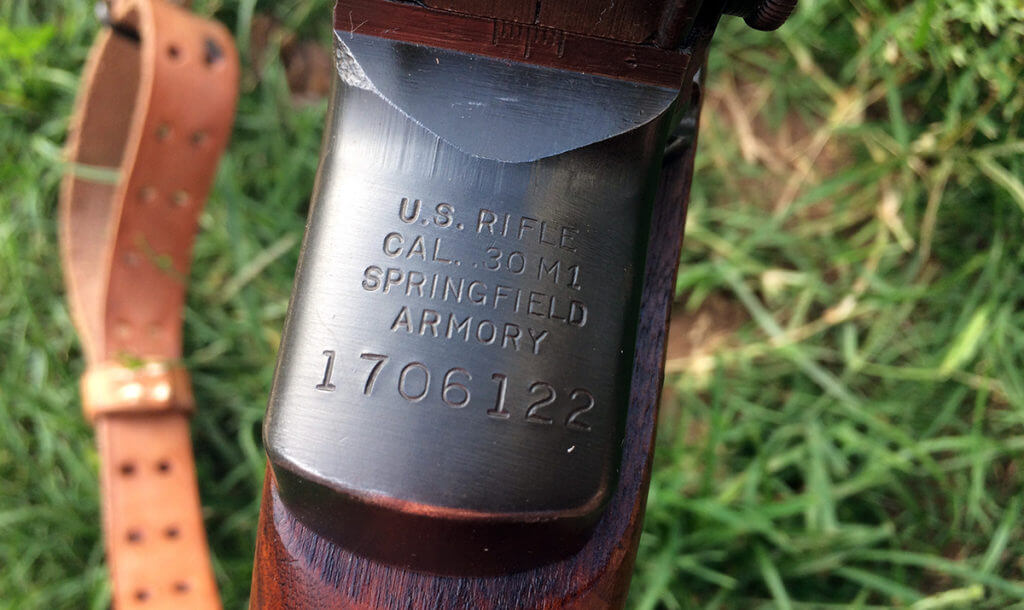 U.S. RIFLE
CAL. .30 M1
SPRINGFIELD
ARMORY
1706122